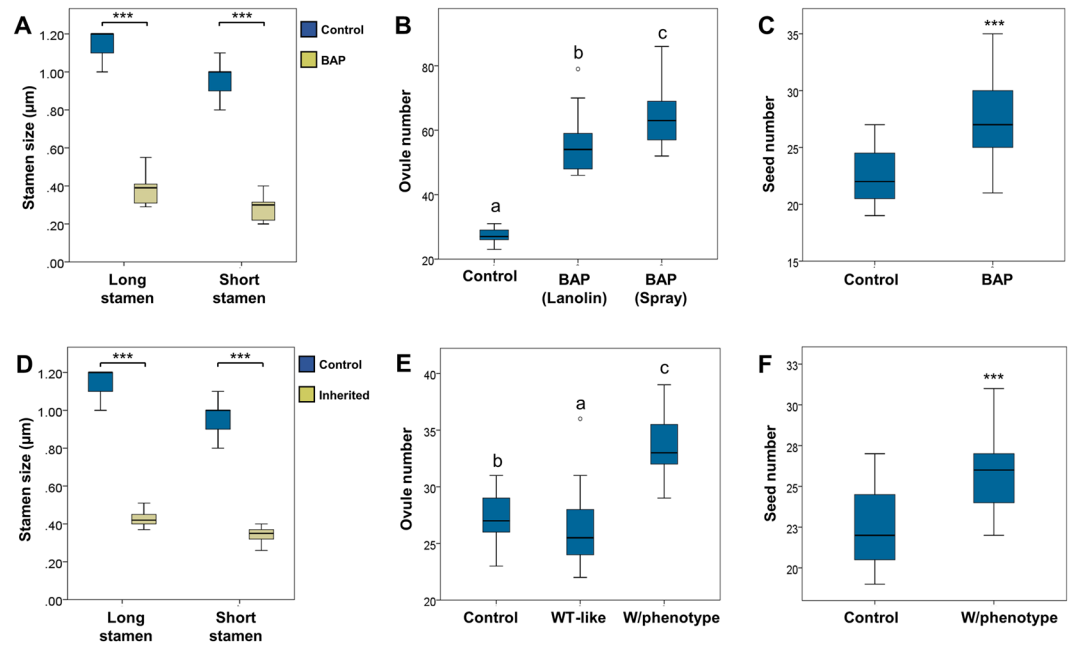 A
Stamen size (µm)
1.20
1.00
.80
.60
.40
.20
.00
***
***
Control
BAP
Long
stamen
Short
stamen
B
Ovule number
80
60
40
20
a
b
c
Control
BAP
(Lanolin)
BAP
(Spray)
C
Seed number
35
30
25
20
15
***
Control
BAP
D
Stamen size (µm)
1.20
1.00
.80
.60
.40
.20
.00
***
***
Control
Inherited
Long
stamen
Short
stamen
E
Ovule number
40
35
30
25
20
b
a
c
Control
WT-like
W/phenotype
F
Seed number
33
30
28
25
23
20
***
Control
W/phenotype